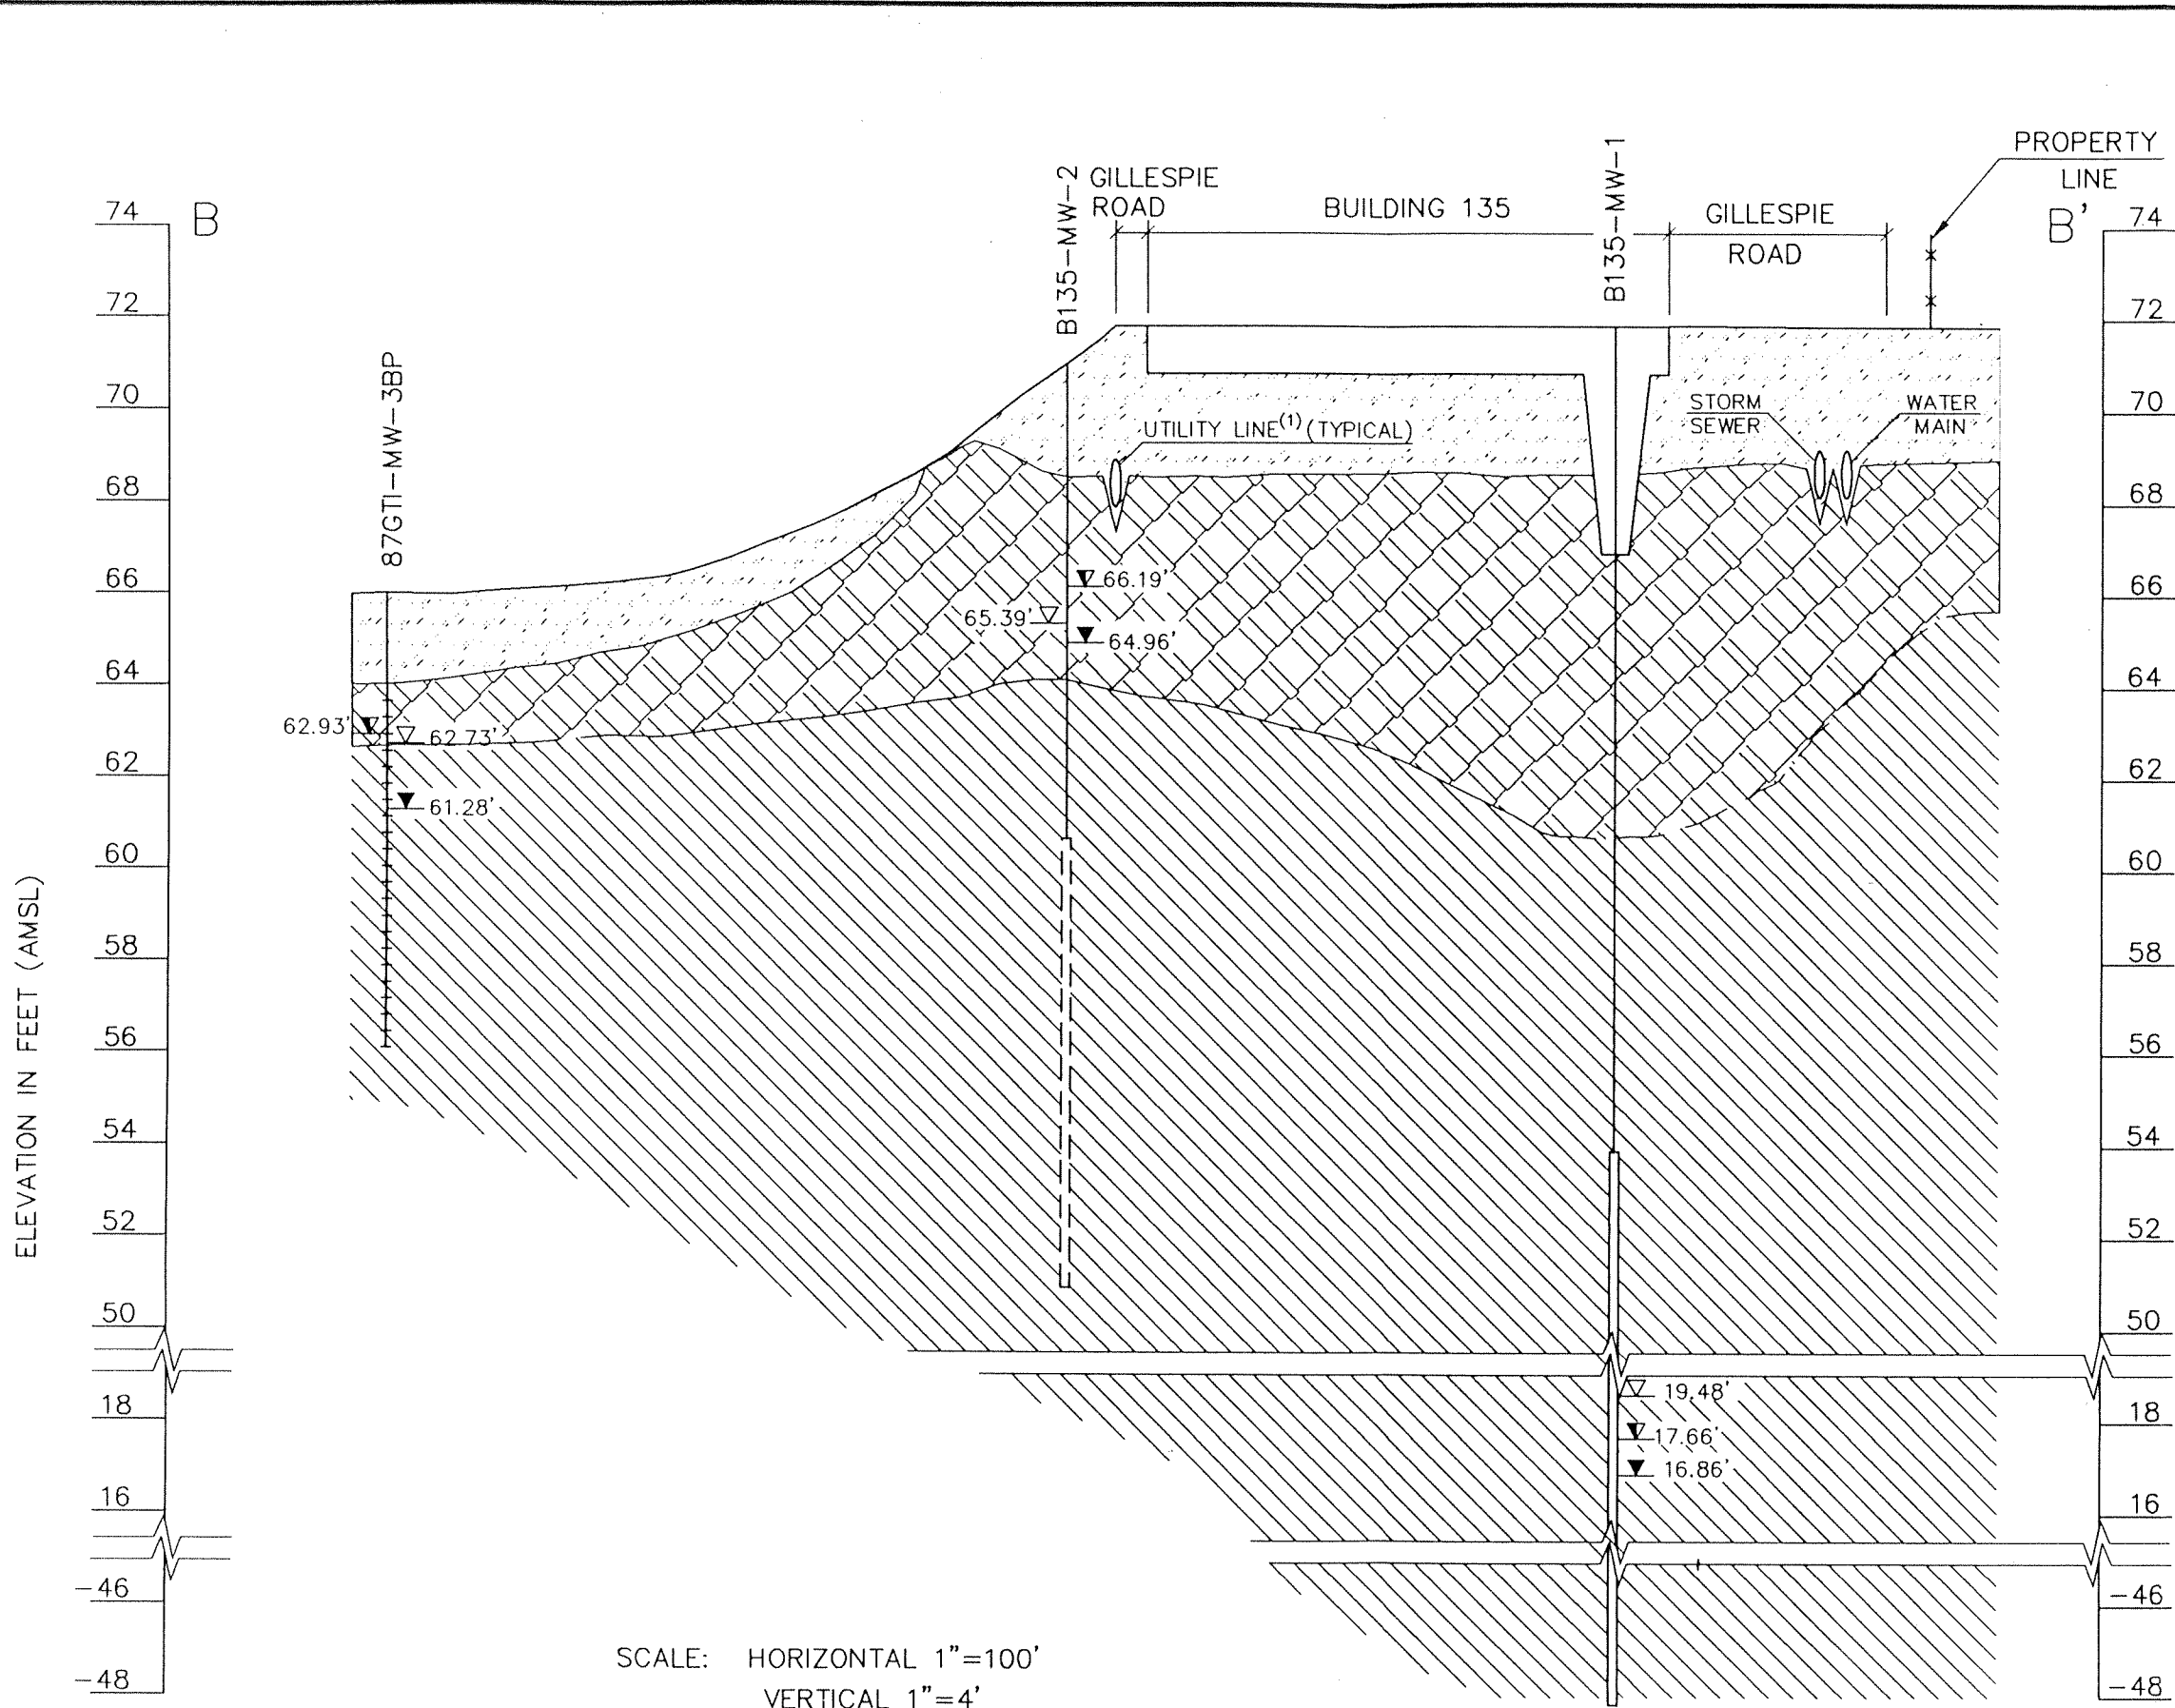 PROPERTY
LINE
B
B'
87GTI-MW-3BP
B135-MW-2
GILLESPIE
ROAD
BUILDING 135
B135-MW-1
GILLESPIE
ROAD
74
72
70
68
66
64
62
60
58
56
54
52
50
18
16
-46
-48
ELEVATION IN FEET (AMSL)
UTILITY LINE(1) (TYPICAL)
STORM
SEWER
WATER
MAIN
66.19'
65.39'
64.96'
62.93'
62.73'
61.28'
19.48'
17.66'
16.86'
74
72
70
68
66
64
62
60
58
56
54
52
50
18
16
-46
-48
SCALE: HORIZONTAL 1"=100'
VERTICAL 1"=4'